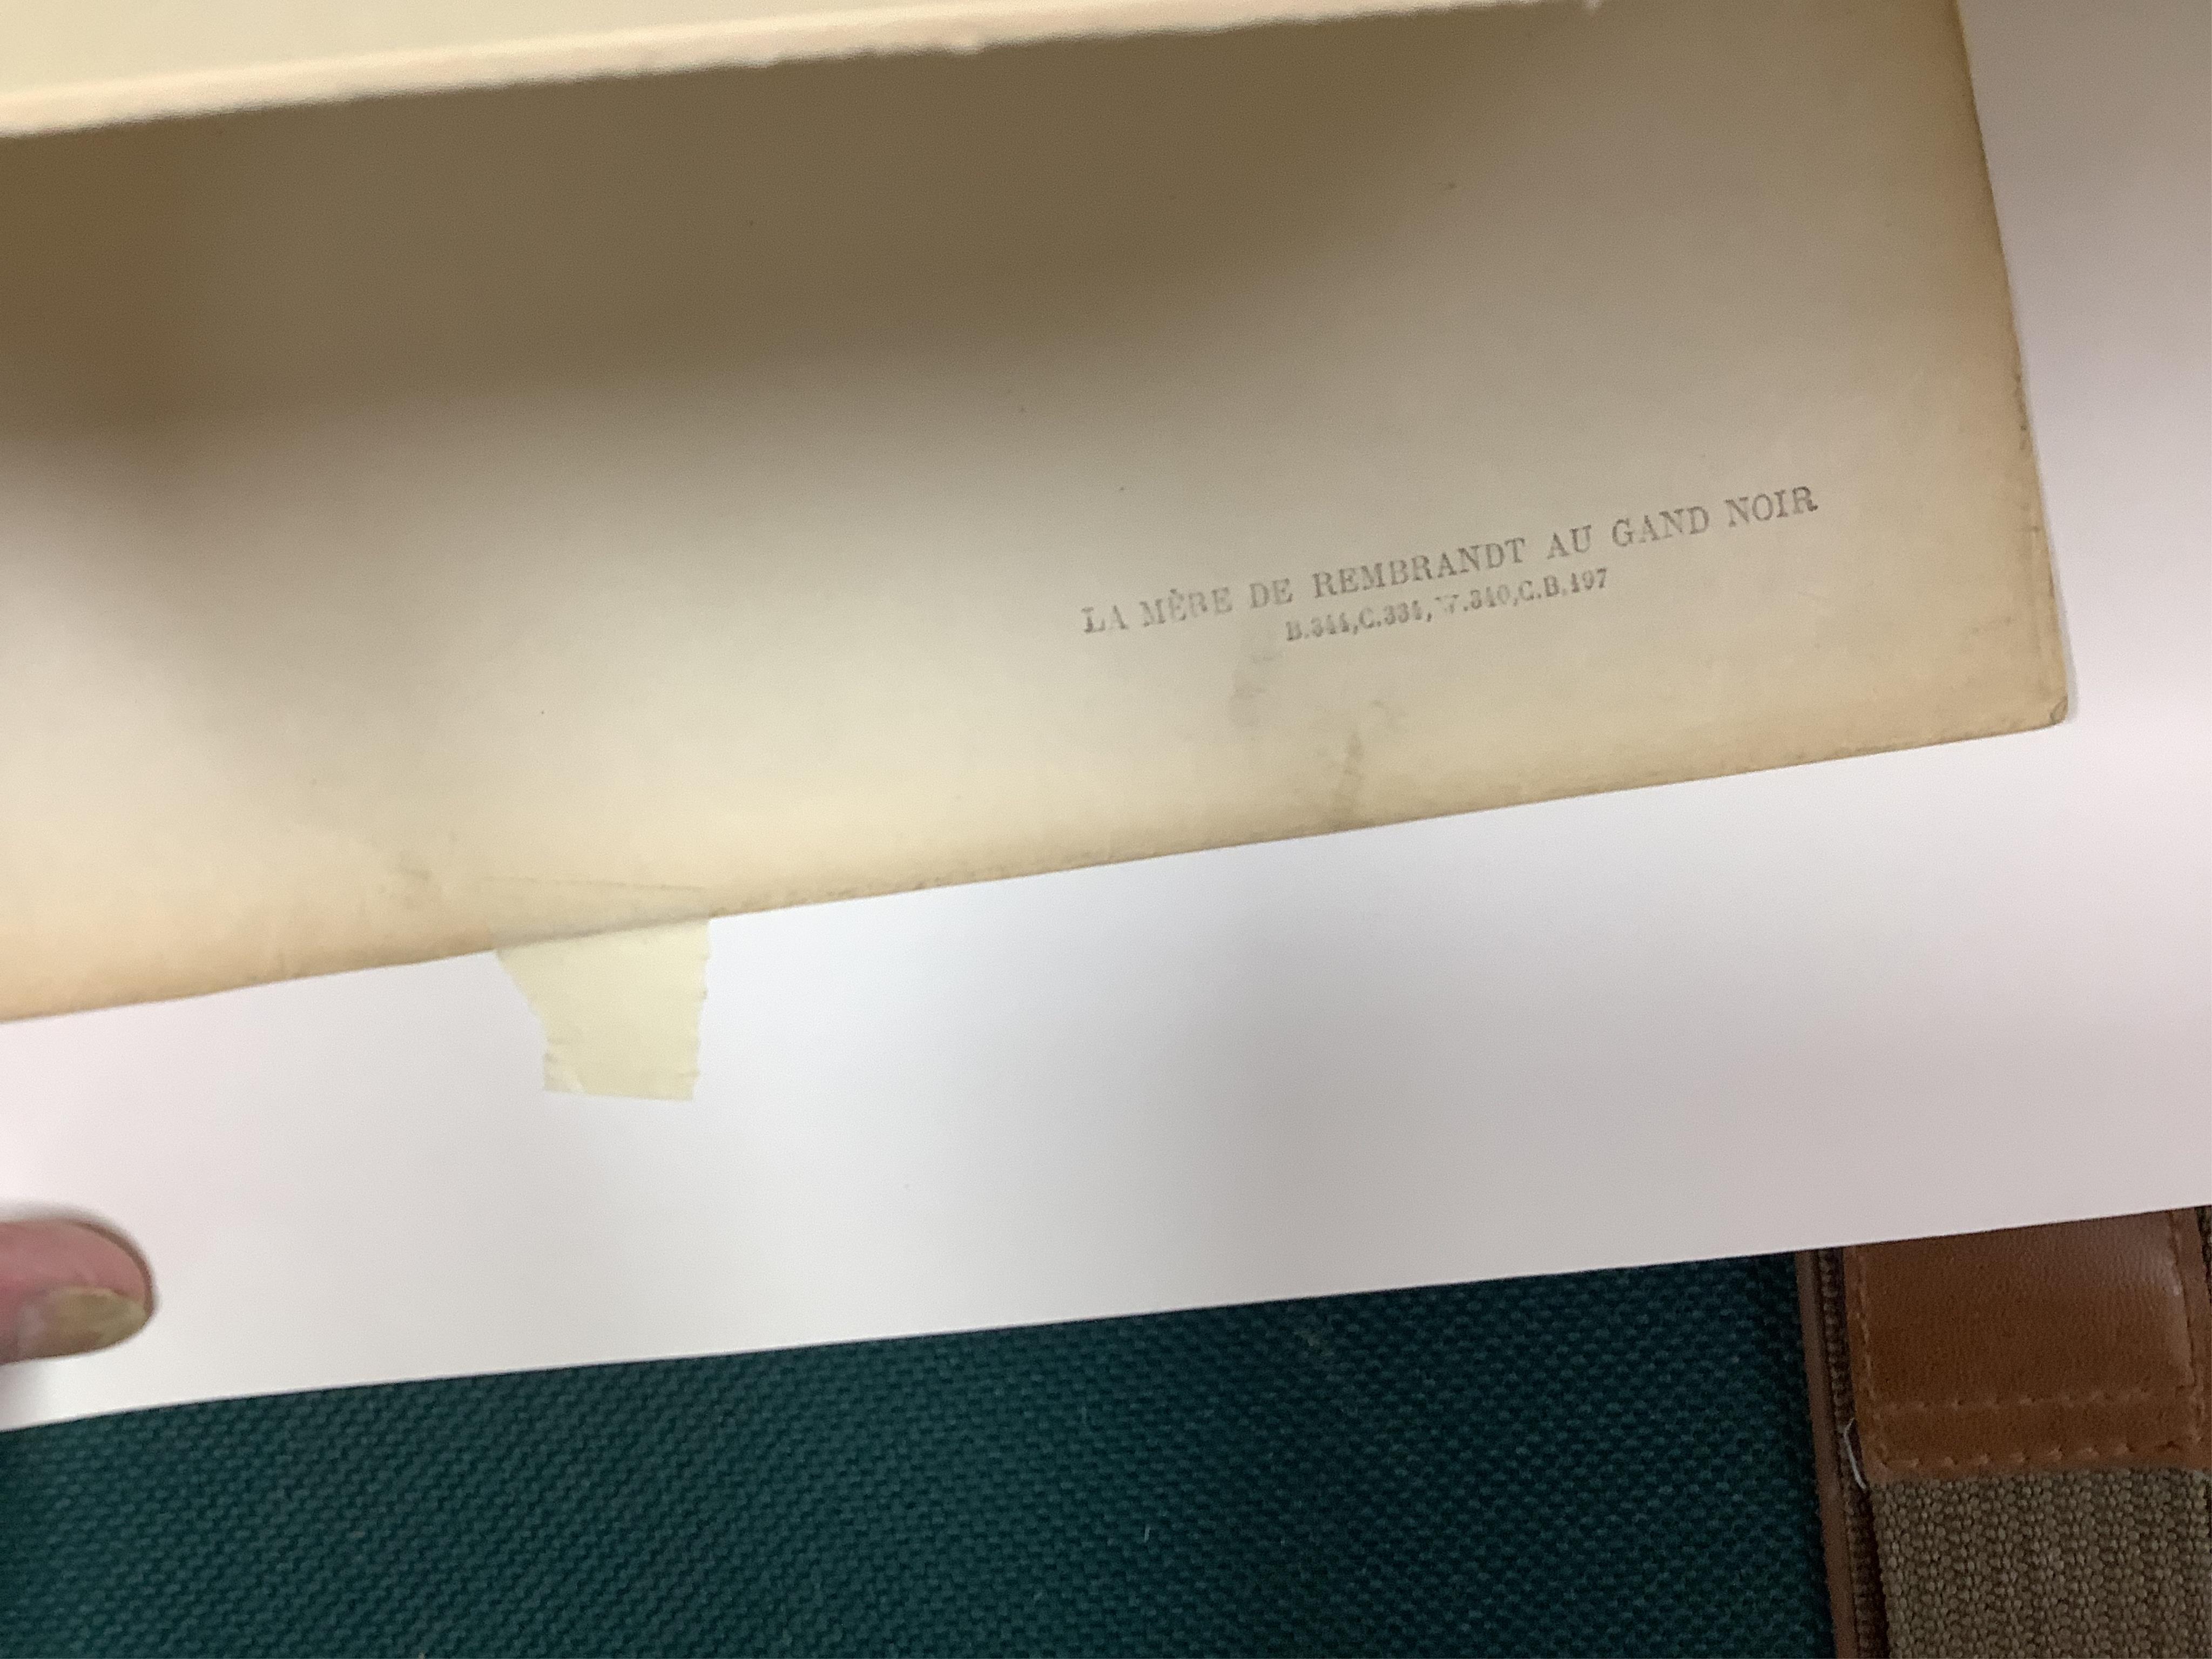 LA MÈRE DE REMBRANDT AU GAND NOIR
B.344,C.334, W.340,C.B.197